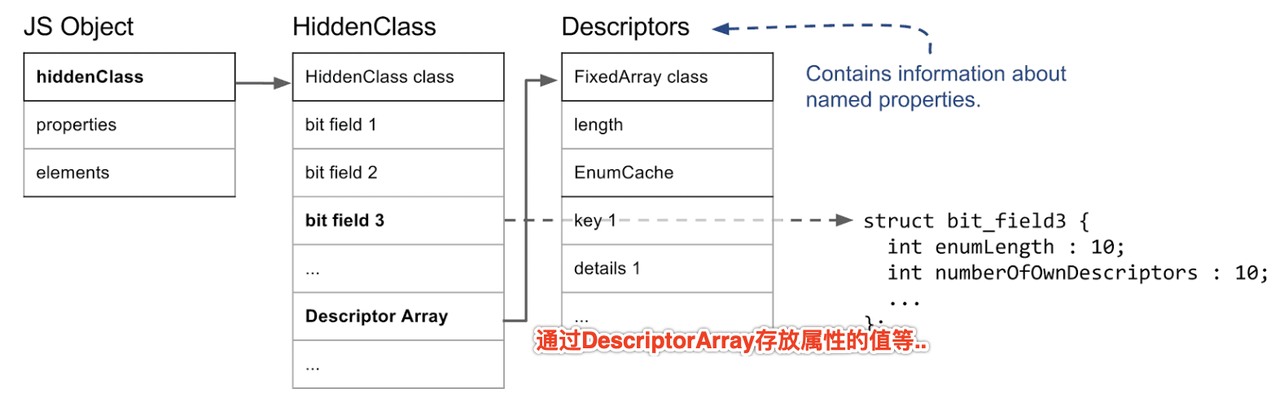 JS Object
hiddenClass
properties
elements
HiddenClass
HiddenClass class
bit field 1
bit field 2
bit field 3
...
Descriptor Array
...
Descriptors
FixedArray class
length
EnumCache
key 1
details 1
...
Contains information about
named properties.
struct bit_field3 {
int enumLength : 10;
int numberOfOwnDescriptors : 10;
...
};
通过DescriptorArray存放属性的值等..